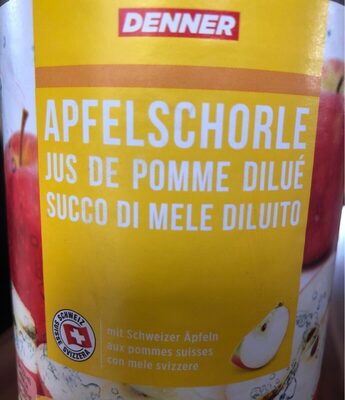 DENNER
APFELSCHORLE
JUS DE POMME DILUÉ
SUCCO DI MELE DILUITO
SUISSE SCHWEIZ SVIZZERA
mit Schweizer Äpfeln
aux pommes suisses
con mele svizzere